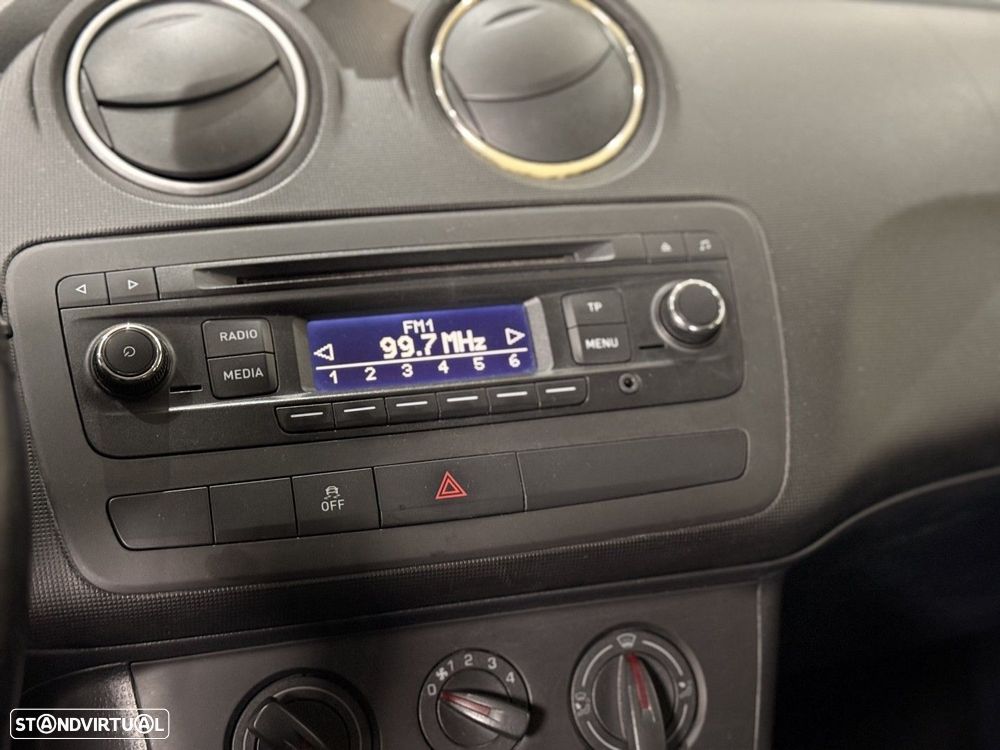 RADIO
MEDIA
FM1
99.7 MHz
1 2 3 4 5 6
TP
MENU
OFF
0 1 2 3 4
STANDVIRTUAL